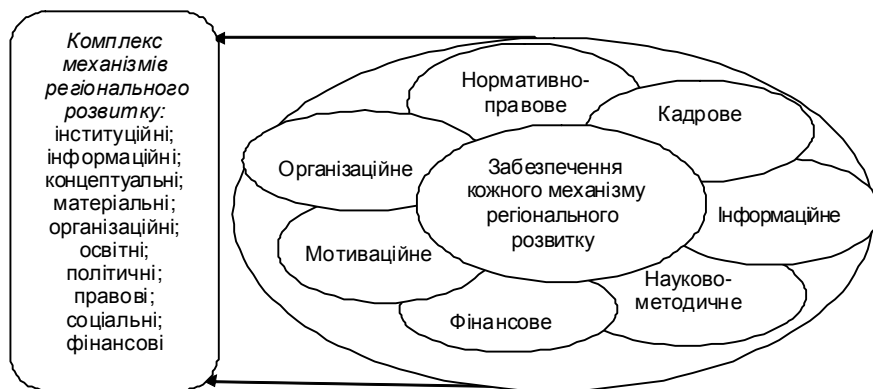 Комплекс
механізмів
регіонального
розвитку:
інституційні;
інформаційні;
концептуальні;
матеріальні;
організаційні;
освітні;
політичні;
правові;
соціальні;
фінансові
Нормативно-
правове
Кадрове
Організаційне
Забезпечення
кожного механізму
регіонального
розвитку
Інформаційне
Мотиваційне
Науково-
методичне
Фінансове